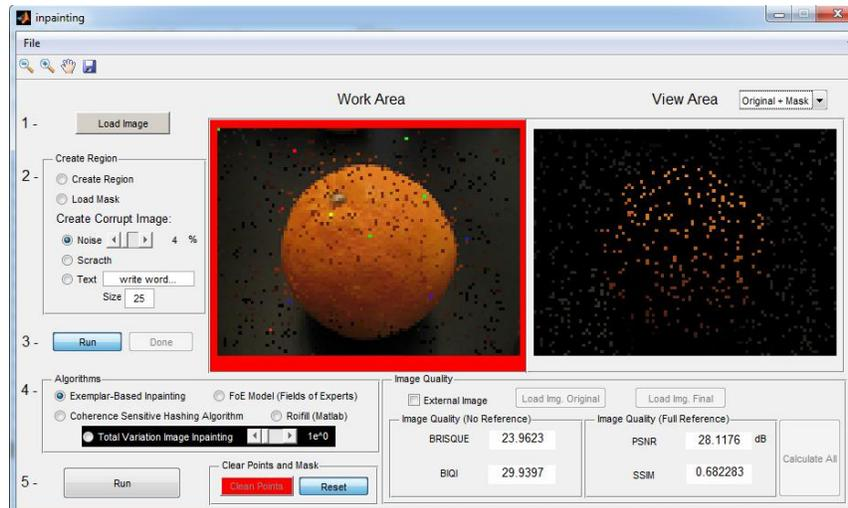 inpainting
File
Work Area
View Area
Original + Mask
1 -
Load Image
Create Region
2 -
Create Region
Load Mask
Create Corrupt Image:
Noise
4 %
Scracth
Text write word...
Size 25
3 -
Run Done
4 -
Algorithms
Exemplar-Based Inpainting
FoE Model (Fields of Experts)
Coherence Sensitive Hashing Algorithm
Roifill (Matlab)
Total Variation Image Inpainting
1e^0
5 -
Run
Clear Points and Mask
Clean Points Reset
Image Quality
External Image Load Img. Original Load Img. Final
Image Quality (No Reference)
BRISQUE 23.9623
BIQI 29.9397
Image Quality (Full Reference)
PSNR 28.1176 dB
SSIM 0.682283
Calculate All